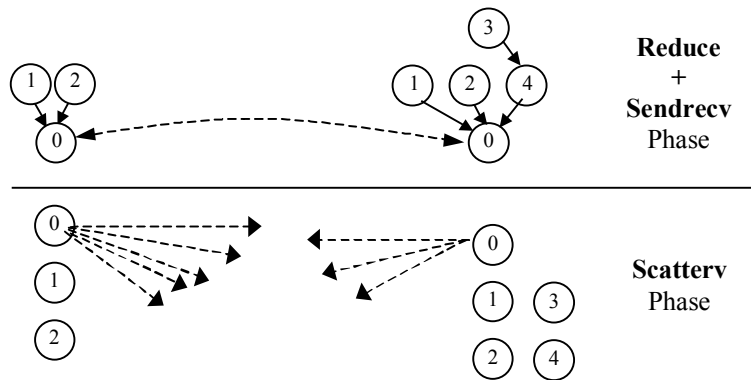 3
1 2
1 2 4
0
0
Reduce
+
Sendrecv
Phase
0
1
2
0
1 3
2 4
Scatterv
Phase